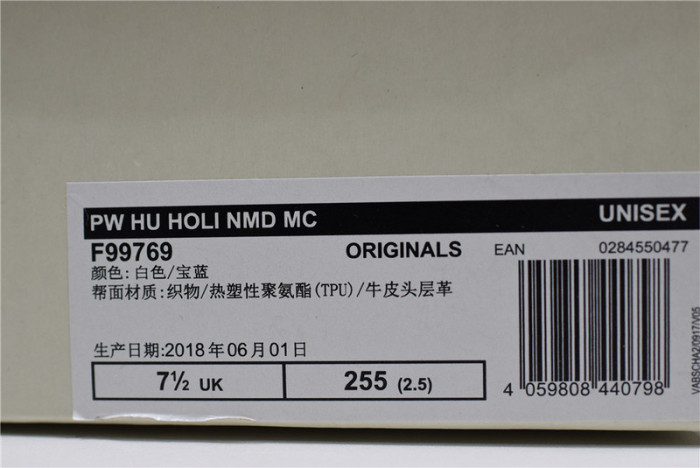 PW HU HOLI NMD MC UNISEX
F99769 ORIGINALS EAN 0284550477
颜色: 白色/宝蓝
帮面材质: 织物/热塑性聚氨酯(TPU)/牛皮头层革
生产日期:2018年06月01日
7½ UK 255 (2.5)
4 059808 440798
VABSCHA2/0917/V05